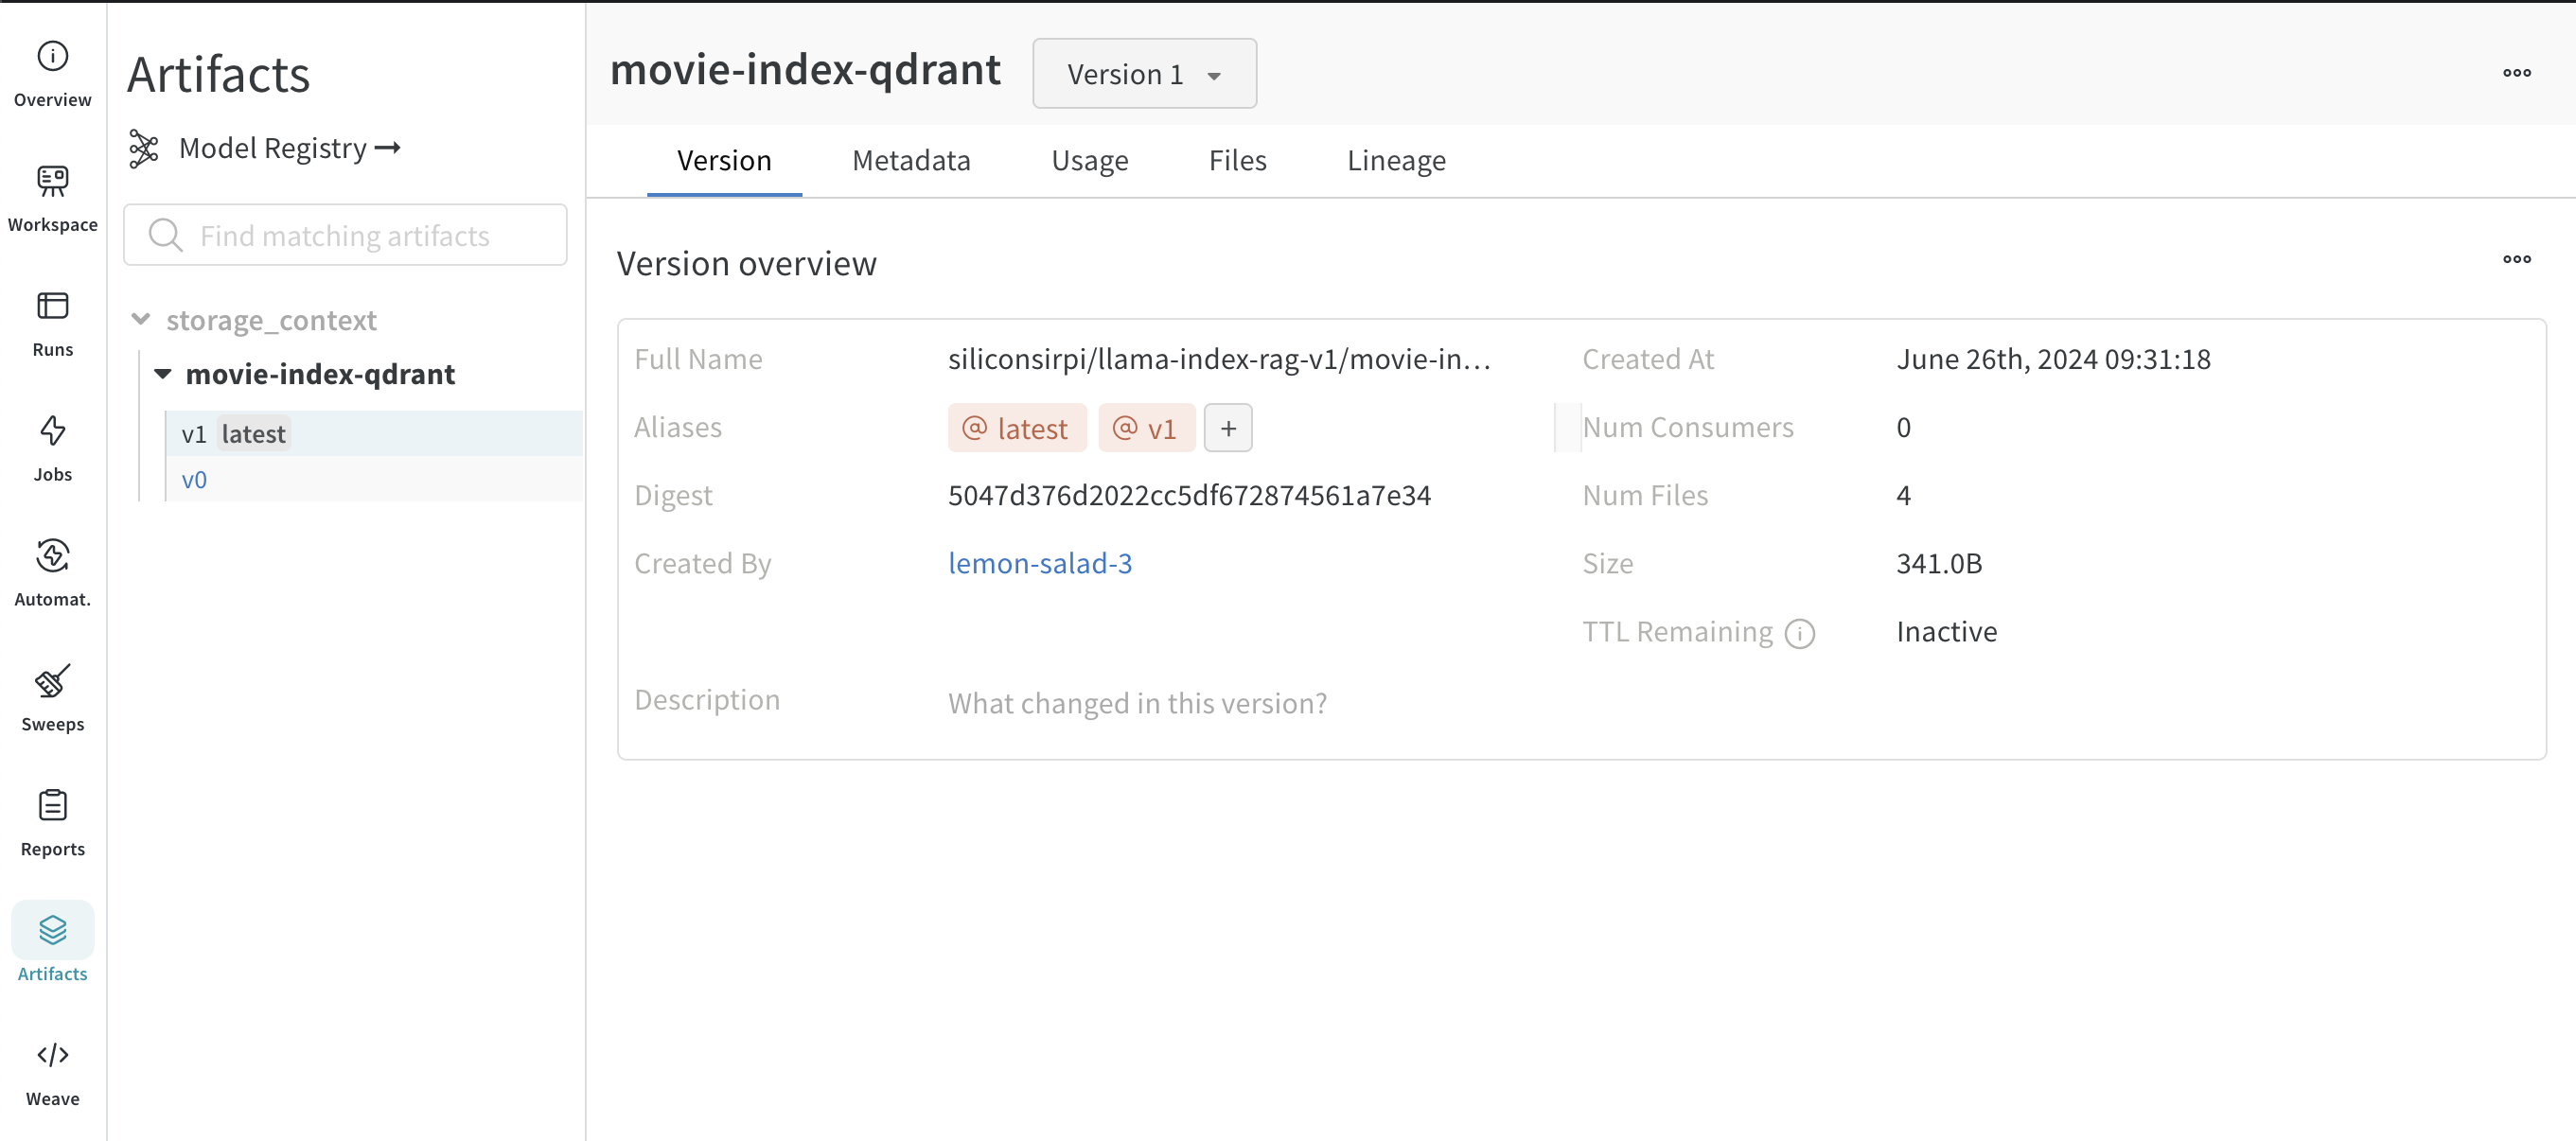 Overview
Workspace
Runs
Jobs
Automat.
Sweeps
Reports
Artifacts
Weave
Artifacts
Model Registry →
Find matching artifacts
storage_context
movie-index-qdrant
v1 latest
v0
movie-index-qdrant Version 1
Version Metadata Usage Files Lineage
Version overview
Full Name siliconsirpi/llama-index-rag-v1/movie-in... Created At June 26th, 2024 09:31:18
Aliases @ latest @ v1 + Num Consumers 0
Digest 5047d376d2022cc5df672874561a7e34 Num Files 4
Created By lemon-salad-3 Size 341.0B
TTL Remaining Inactive
Description What changed in this version?